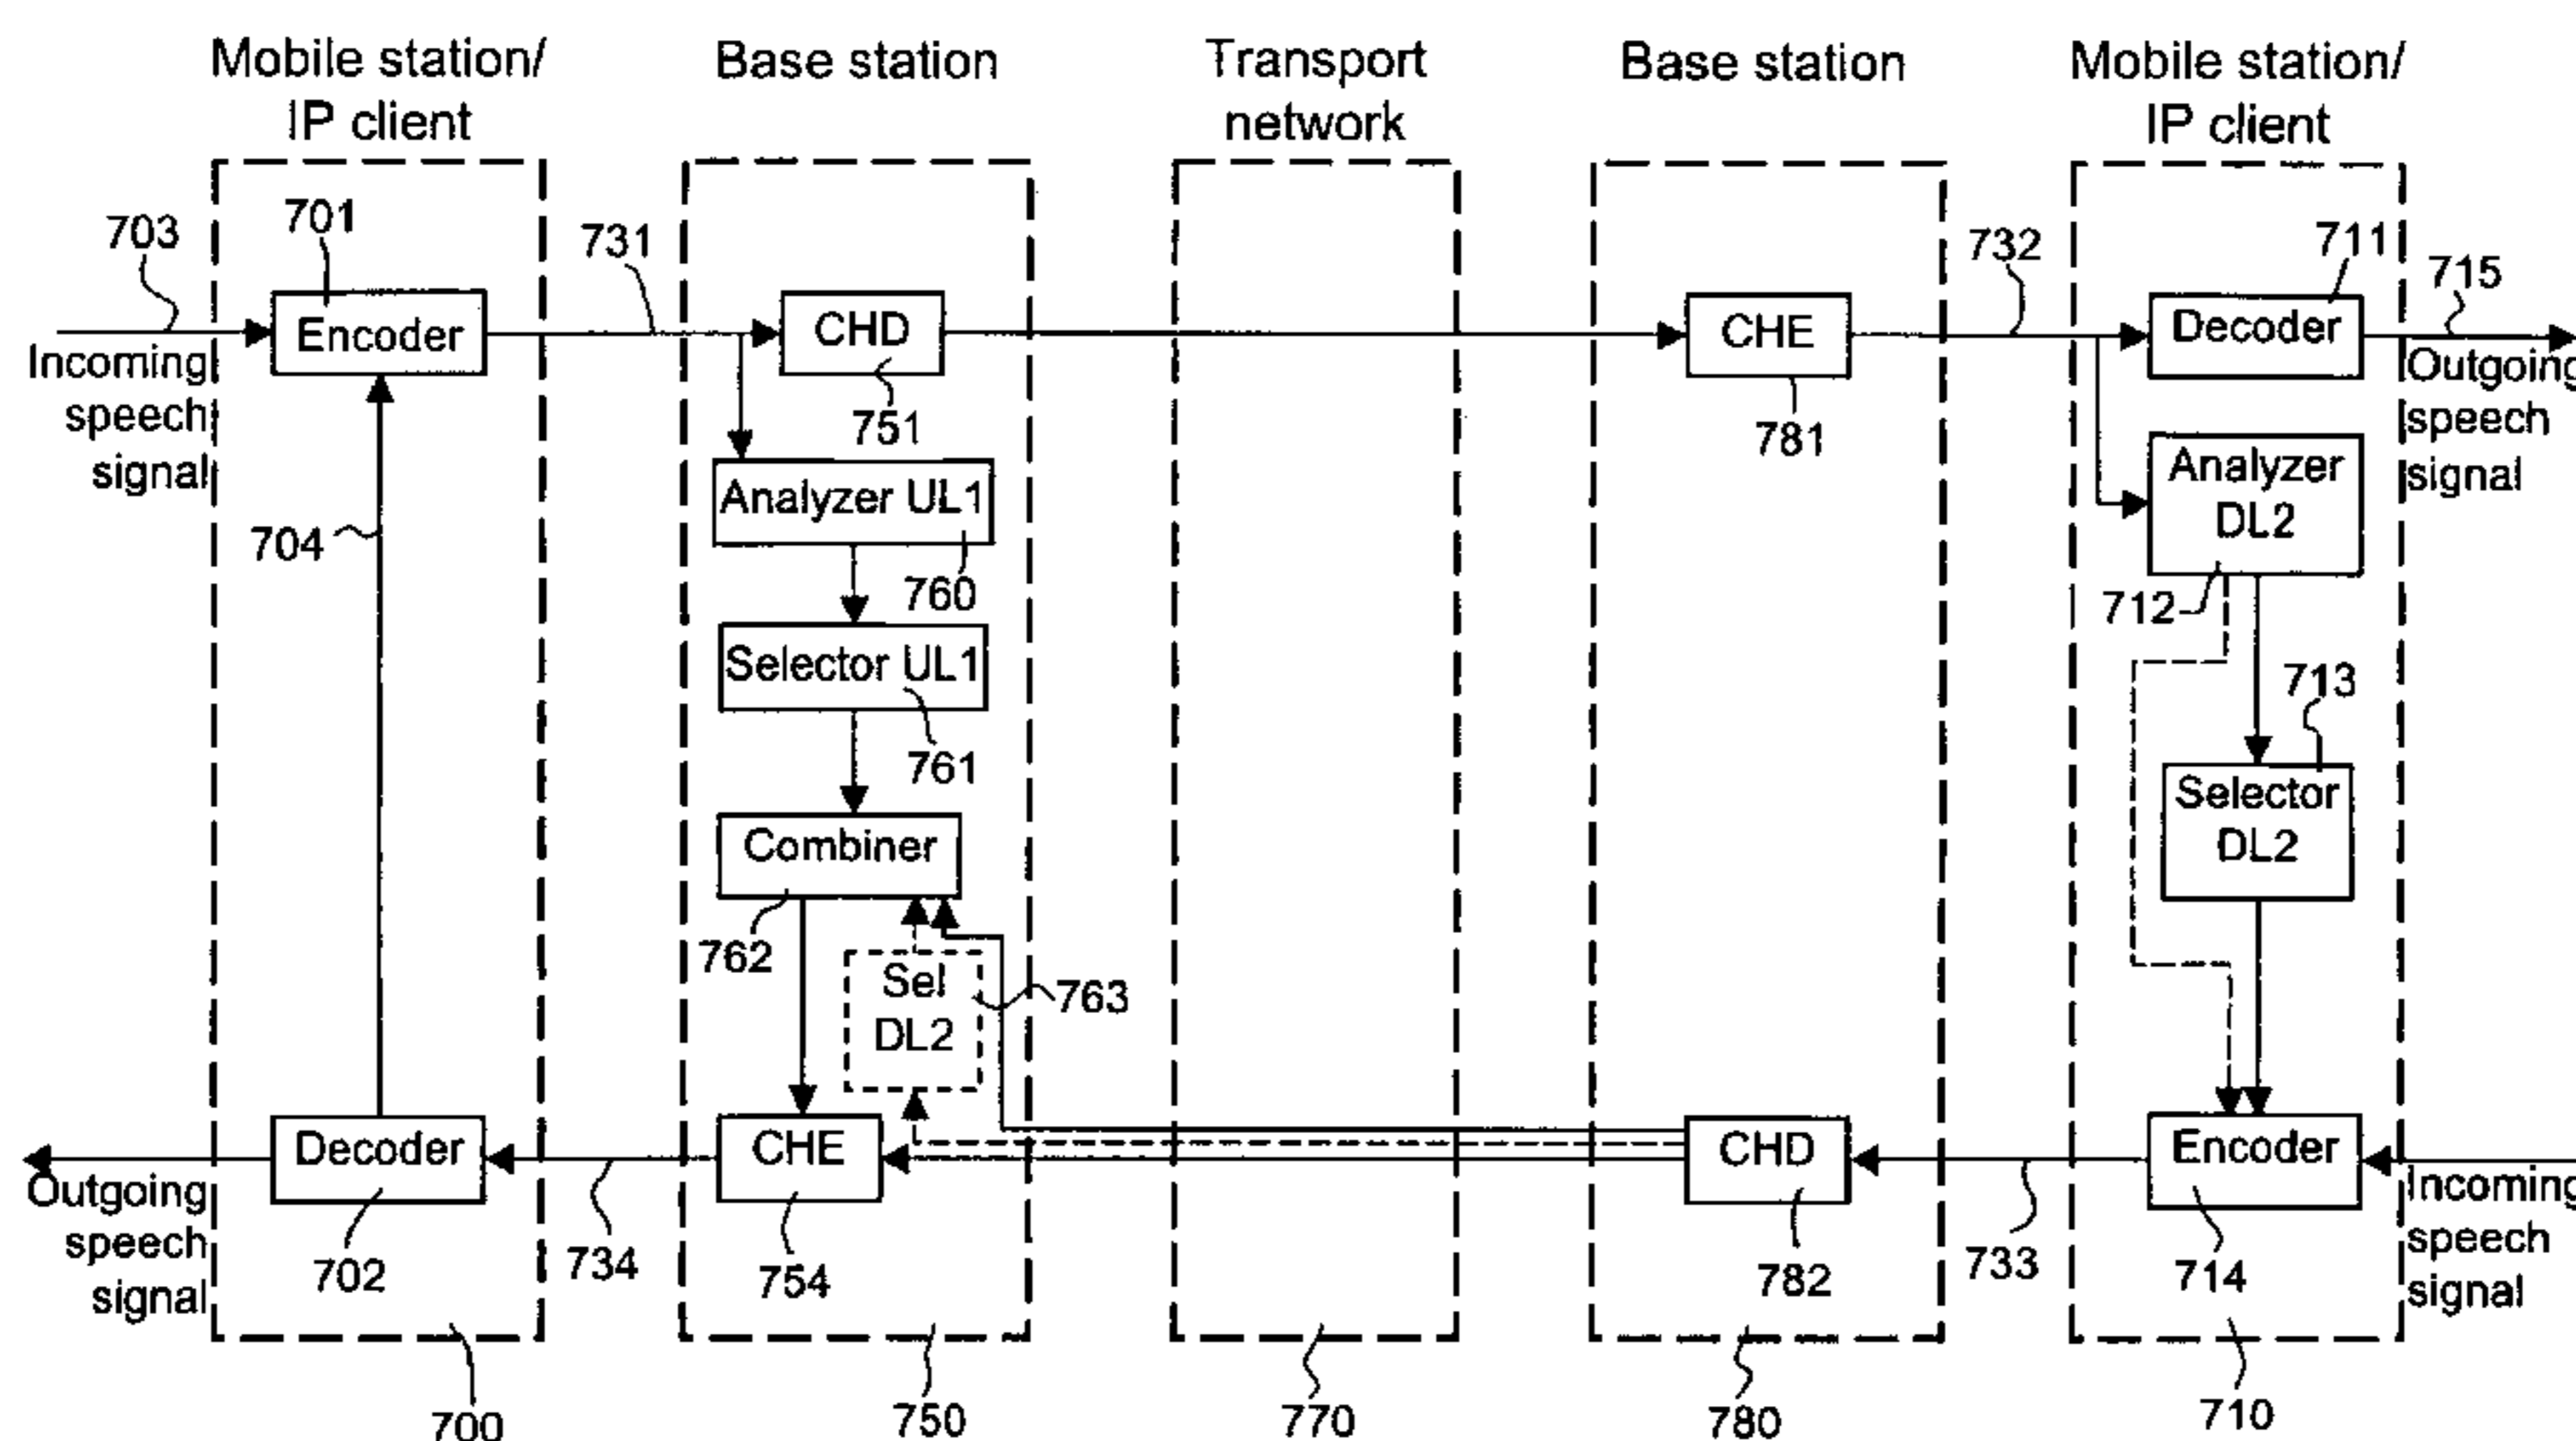 Mobile station/
IP client
Base station
Transport
network
Base station
Mobile station/
IP client
703
701
731
732
711
715
Encoder
CHD
CHE
Decoder
Incoming
speech
signal
751
781
Outgoing
speech
signal
704
Analyzer UL1
760
Analyzer
DL2
712
Selector UL1
761
713
Selector
DL2
Combiner
762
Sel
DL2
763
Decoder
CHE
CHD
Encoder
Outgoing
speech
signal
702
734
754
782
733
714
Incoming
speech
signal
700
750
770
780
710